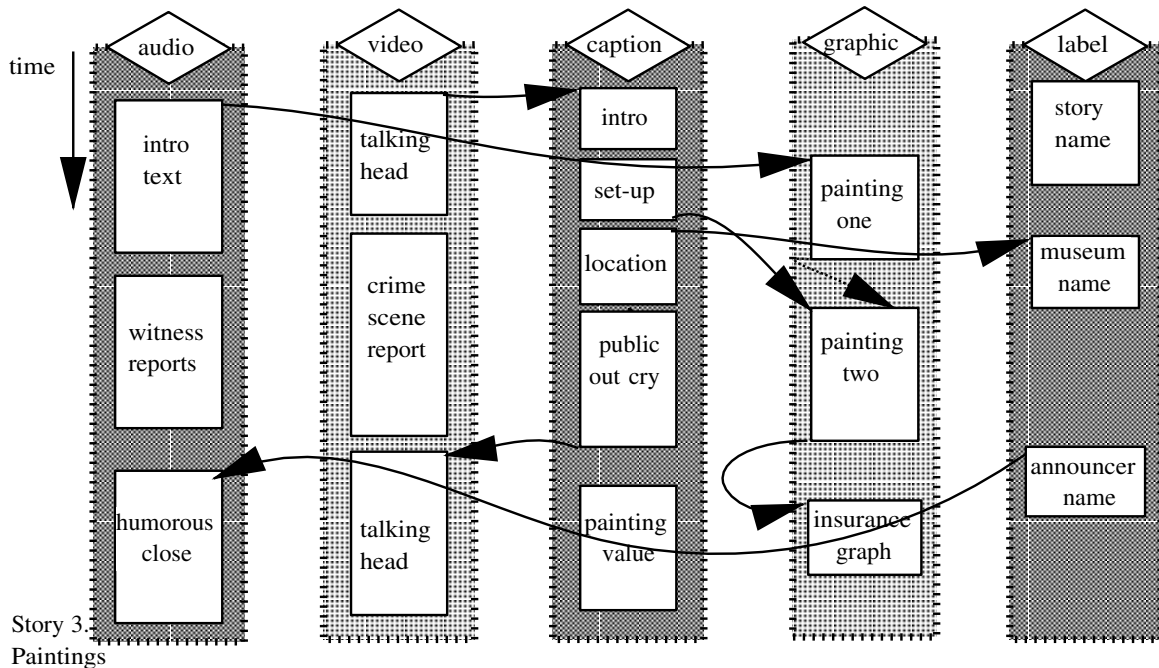 audio
video
caption
graphic
label
time
intro
text
witness
reports
humorous
close
talking
head
crime
scene
report
talking
head
intro
set-up
location
public
out cry
painting
value
painting
one
painting
two
insurance
graph
story
name
museum
name
announcer
name
Story 3.
Paintings